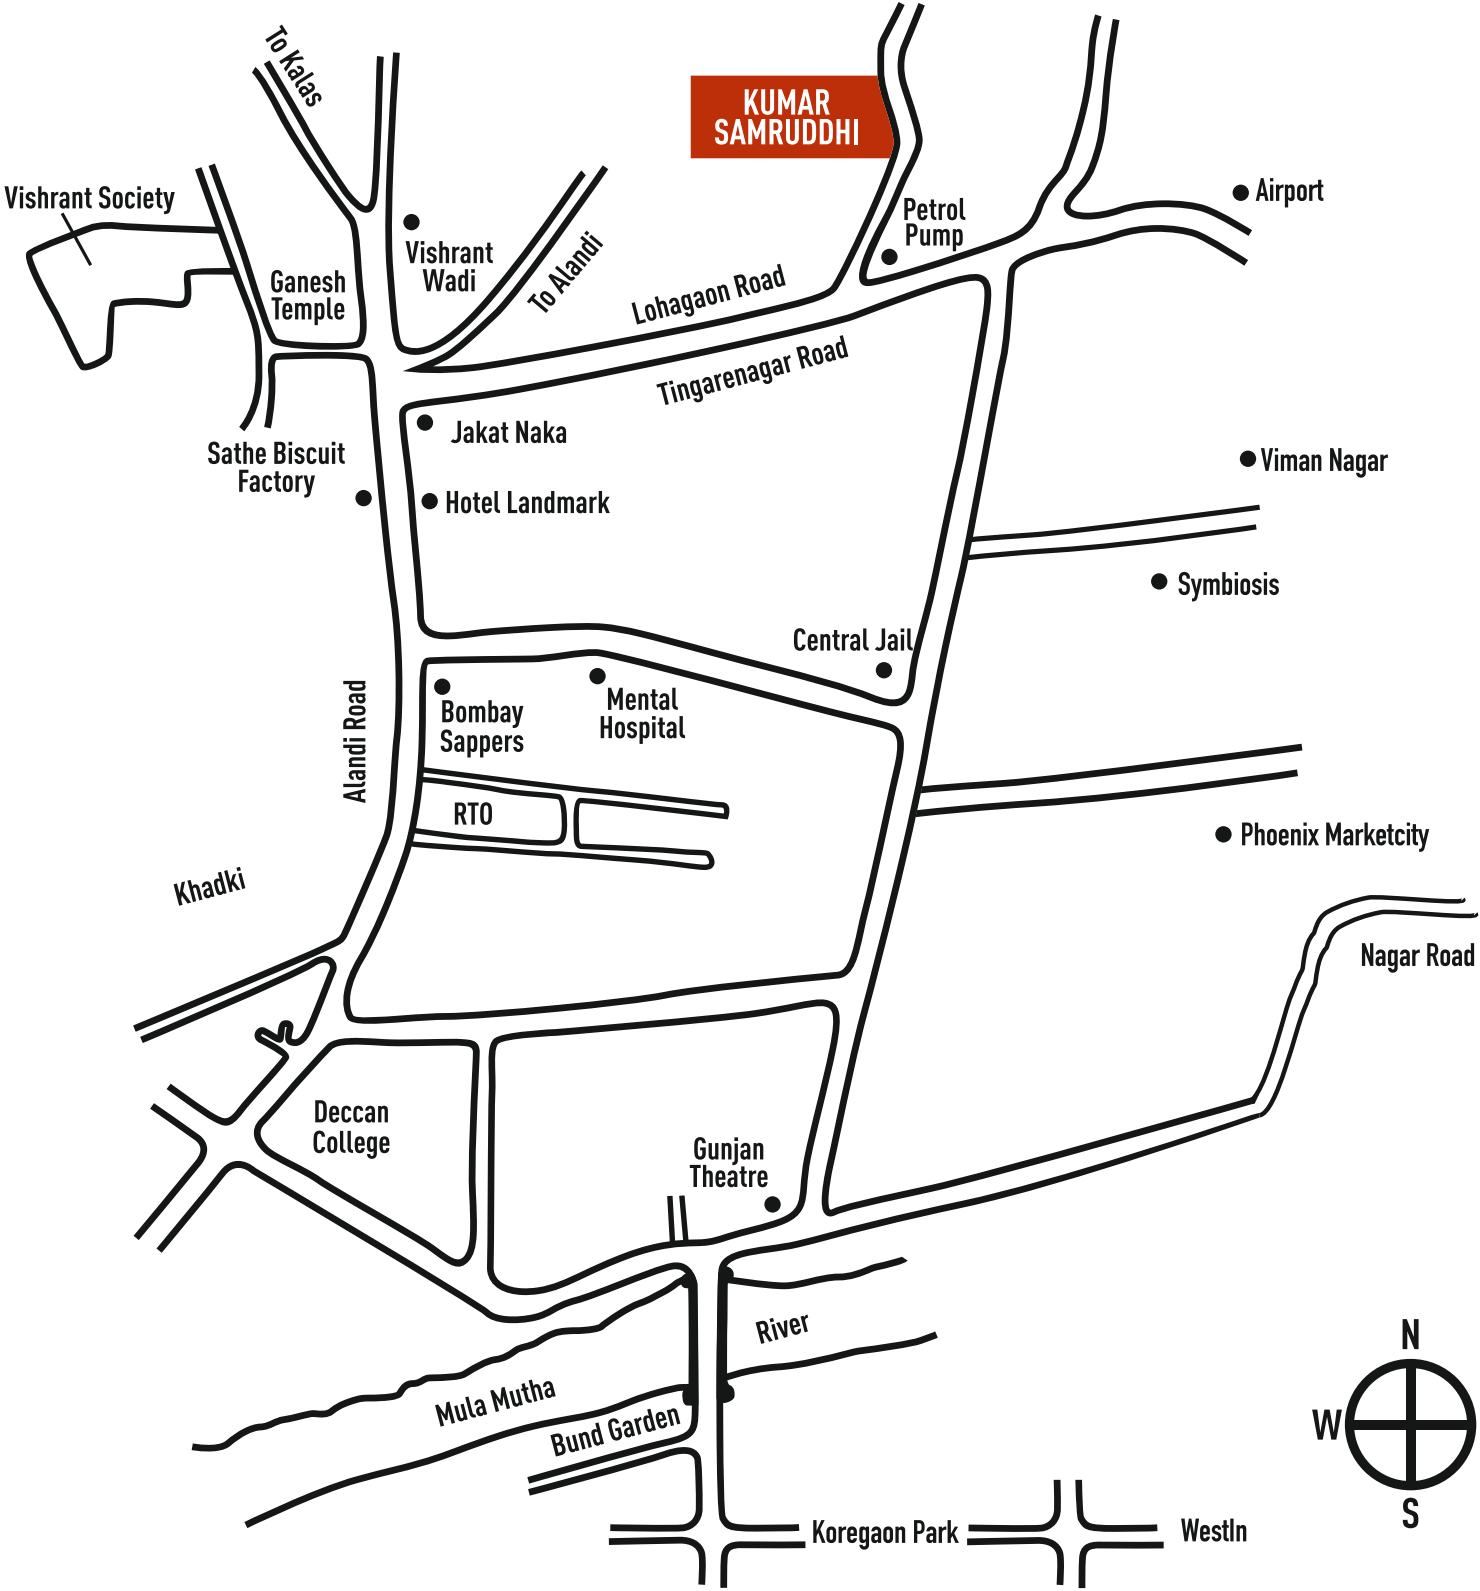 To Kalas
KUMAR
SAMRUDDHI
Vishrant Society
Airport
Petrol
Pump
Vishrant
Wadi
Ganesh
Temple
To Alandi
Lohagaon Road
Tingarenagar Road
Jakat Naka
Sathe Biscuit
Factory
Hotel Landmark
Viman Nagar
Symbiosis
Central Jail
Alandi Road
Bombay
Sappers
Mental
Hospital
RTO
Phoenix Marketcity
Khadki
Nagar Road
Deccan
College
Gunjan
Theatre
River
Mula Mutha
Bund Garden
N
W
S
Koregaon Park
WestIn